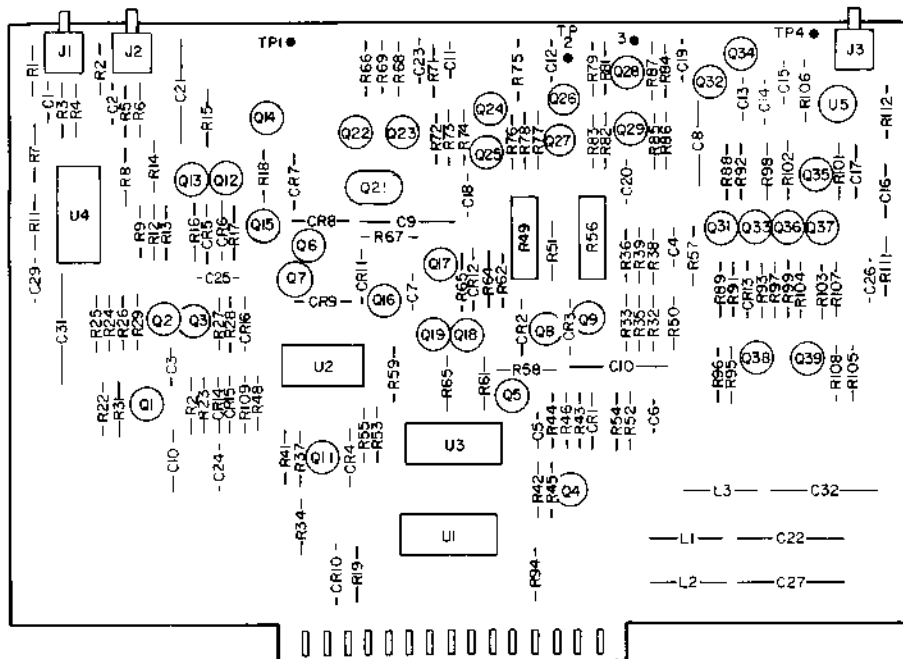 TP1 TP 2 3 TP4
J1 J2 J3
R1 R2 C21 R66 R69 R68 C23 R71 C11 R75 C12 R79 R81 Q28 R87 R84 C19 Q32 Q34 C13 C14 C15 R106 U5 R112
C1 R3 R4 C2 R5 R6 R15 Q14 Q22 Q23 R72 R73 R74 Q24 Q25 R76 R78 R77 Q26 Q27 R83 R82 Q29 R85 R86 C8
R7 R8 R14 Q13 Q12 R18 CR7 Q21 C18 C20 R88 R92 R98 R102 Q35 R101 C17 C16
U4 R11 R9 R12 R13 R16 CR5 CR6 R17 Q15 CR8 C9 R67 R49 R51 R56 R36 R39 R38 C4 R57 Q31 Q33 Q36 Q37
C29 C25 Q6 Q7 CR11 CR9 Q16 C7 Q17 R65 CR12 R64 R62 R89 R91 CR13 R93 R97 R99 R104 R103 R107 C26 R111
C31 R25 R24 R26 R29 Q2 Q3 R27 R28 CR16 Q19 Q18 CR2 Q8 CR3 Q9 R33 R35 R32 R50
C3 U2 R59 R65 R61 R58 C10 R96 R95 Q38 Q39 R108 R105
R22 R31 Q1 R23 CR14 CR15 R109 R48 R55 R53 Q5 C5 R44 R46 R43 CR1 R54 R52 C6
C10 C24 R41 R37 Q11 CR4 U3 R42 R45 Q4 L3 C32
R34 U1 L1 C22
CR10 R19 R94 L2 C27